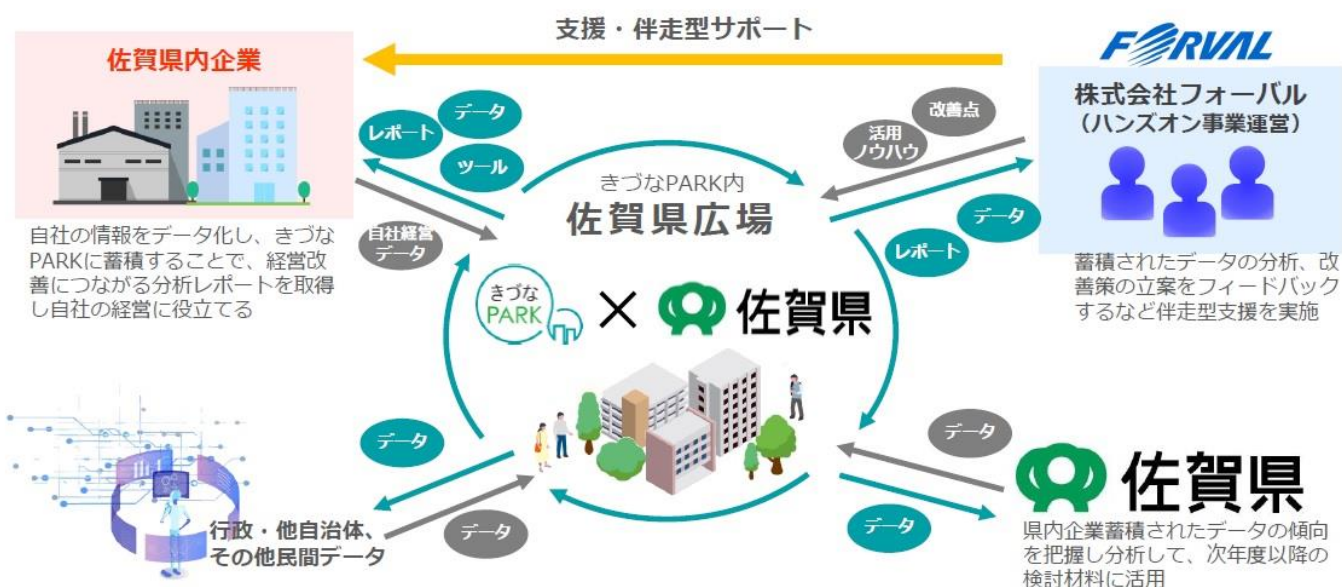 支援・伴走型サポート
佐賀県内企業
FORVAL
株式会社フォーバル
（ハンズオン事業運営）
データ
レポート
ツール
改善点
活用
ノウハウ
きづなPARK内
佐賀県広場
自社経営
データ
データ
レポート
自社の情報をデータ化し、きづな
PARKに蓄積することで、経営改
善につながる分析レポートを取得
し自社の経営に役立てる
蓄積されたデータの分析、改
善策の立案をフィードバック
するなど伴走型支援を実施
きづな
PARK
×
佐賀県
データ
データ
行政・他自治体、
その他民間データ
データ
データ
佐賀県
県内企業蓄積されたデータの傾向
を把握し分析して、次年度以降の
検討材料に活用